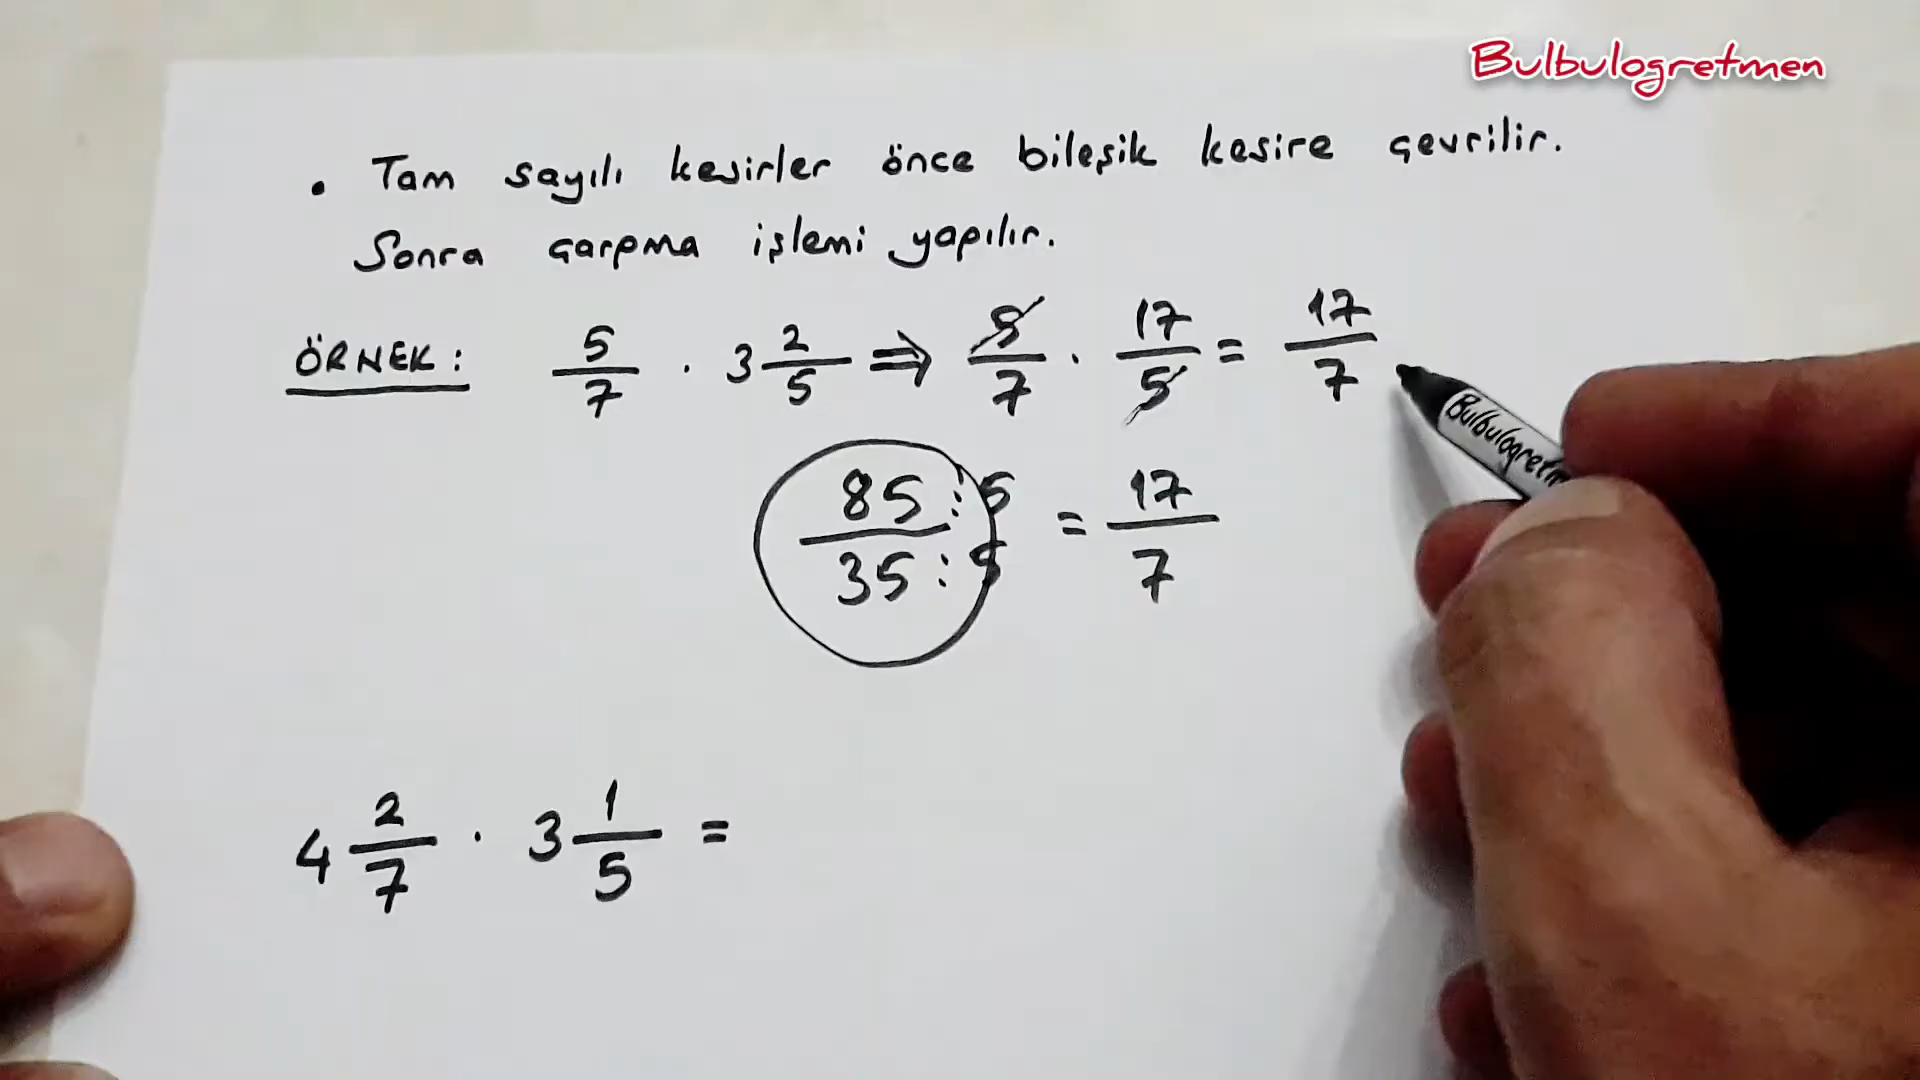 Bulbulogretmen
• Tam sayılı kesirler önce bileşik kesire çevrilir.
Sonra çarpma işlemi yapılır.
ÖRNEK: 5/7 · 3 2/5 ⇒ 5/7 · 17/5 = 17/7
85:5/35:5 = 17/7
4 2/7 · 3 1/5 =
Bulbulogretm